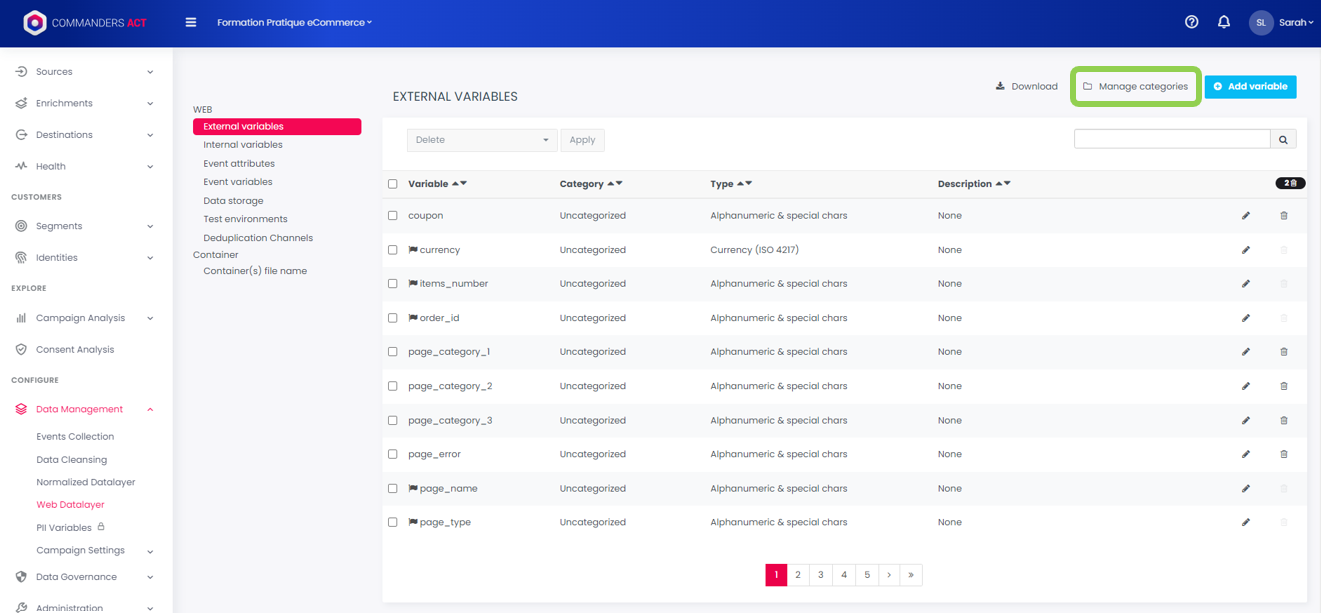 COMMANDERS ACT
Formation Pratique eCommerce
SL Sarah
Sources
Enrichments
Destinations
Health
CUSTOMERS
Segments
Identities
EXPLORE
Campaign Analysis
Consent Analysis
CONFIGURE
Data Management
Events Collection
Data Cleansing
Normalized Datalayer
Web Datalayer
PII Variables
Campaign Settings
Data Governance
Administration
WEB
External variables
Internal variables
Event attributes
Event variables
Data storage
Test environments
Deduplication Channels
Container
Container(s) file name
EXTERNAL VARIABLES
Download Manage categories Add variable
Delete Apply
Variable Category Type Description 2
coupon Uncategorized Alphanumeric & special chars None
currency Uncategorized Currency (ISO 4217) None
items_number Uncategorized Alphanumeric & special chars None
order_id Uncategorized Alphanumeric & special chars None
page_category_1 Uncategorized Alphanumeric & special chars None
page_category_2 Uncategorized Alphanumeric & special chars None
page_category_3 Uncategorized Alphanumeric & special chars None
page_error Uncategorized Alphanumeric & special chars None
page_name Uncategorized Alphanumeric & special chars None
page_type Uncategorized Alphanumeric & special chars None
1 2 3 4 5 › »